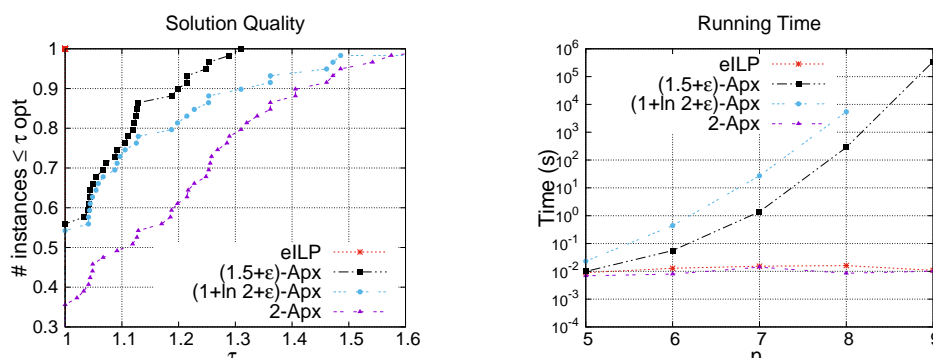 Solution Quality
# instances ≤ τ opt
1
0.9
0.8
0.7
0.6
0.5
0.4
0.3
1
1.1
1.2
1.3
1.4
1.5
1.6
τ
eILP
(1.5+ε)-Apx
(1+ln 2+ε)-Apx
2-Apx
Running Time
Time (s)
10⁶
10⁵
10⁴
10³
10²
10¹
10⁰
10⁻¹
10⁻²
10⁻³
10⁻⁴
5
6
7
8
9
n
eILP
(1.5+ε)-Apx
(1+ln 2+ε)-Apx
2-Apx